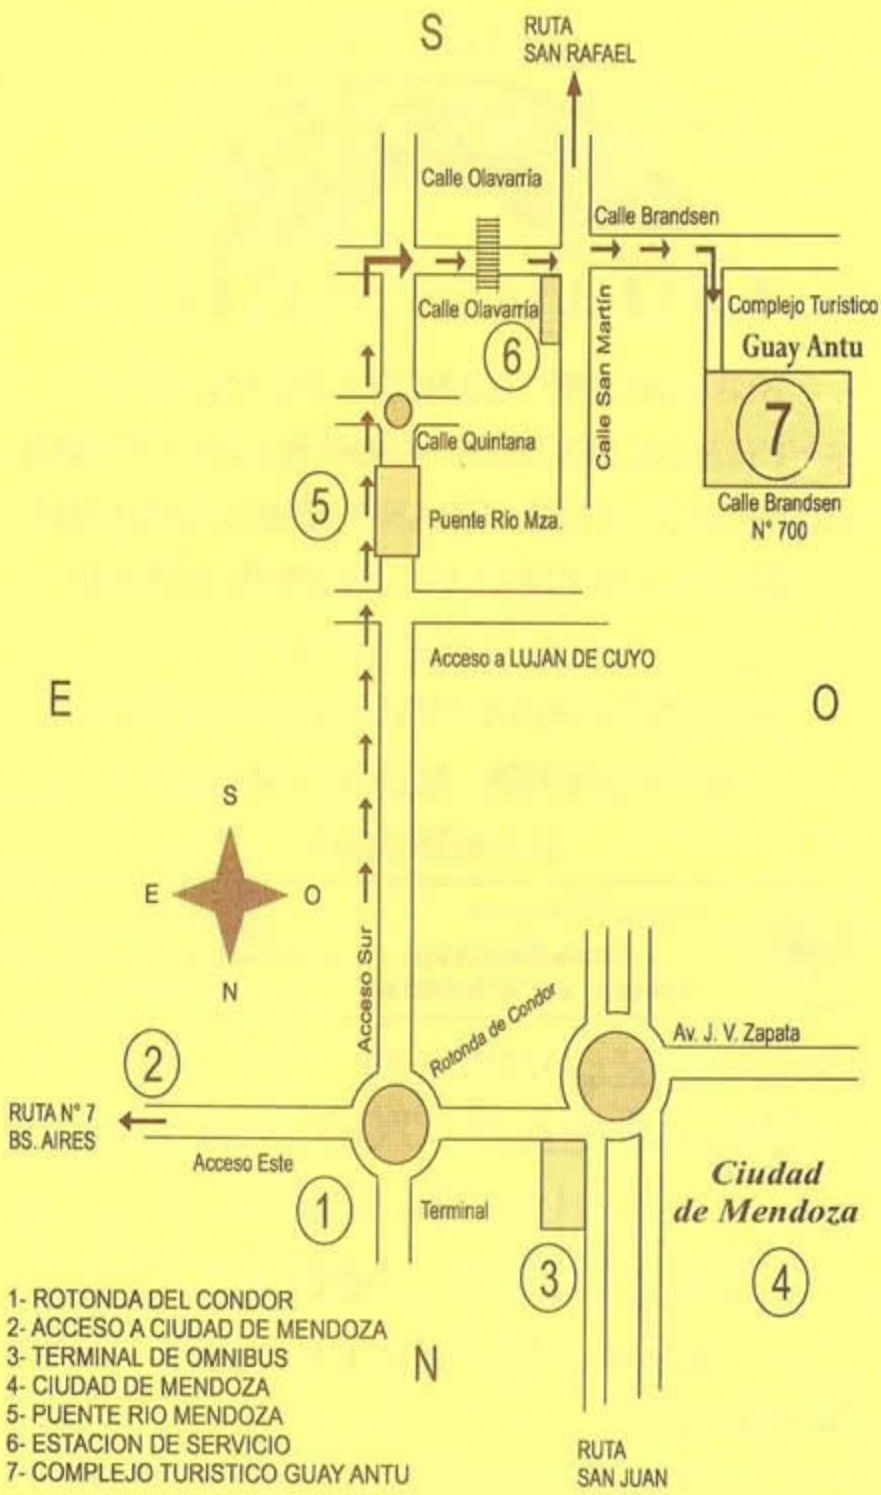 S
RUTA
SAN RAFAEL
Calle Olavarría
Calle Brandsen
Calle Olavarría
6
Calle San Martín
Complejo Turístico
Guay Antu
7
Calle Brandsen
N° 700
Calle Quintana
5
Puente Río Mza.
Acceso a LUJAN DE CUYO
E
O
S
E
O
N
Acceso Sur
Rotonda de Condor
Av. J. V. Zapata
2
RUTA N° 7
BS. AIRES
Acceso Este
1
Terminal
Ciudad
de Mendoza
3
4
1- ROTONDA DEL CONDOR
2- ACCESO A CIUDAD DE MENDOZA
3- TERMINAL DE OMNIBUS
4- CIUDAD DE MENDOZA
5- PUENTE RIO MENDOZA
6- ESTACION DE SERVICIO
7- COMPLEJO TURISTICO GUAY ANTU
N
RUTA
SAN JUAN